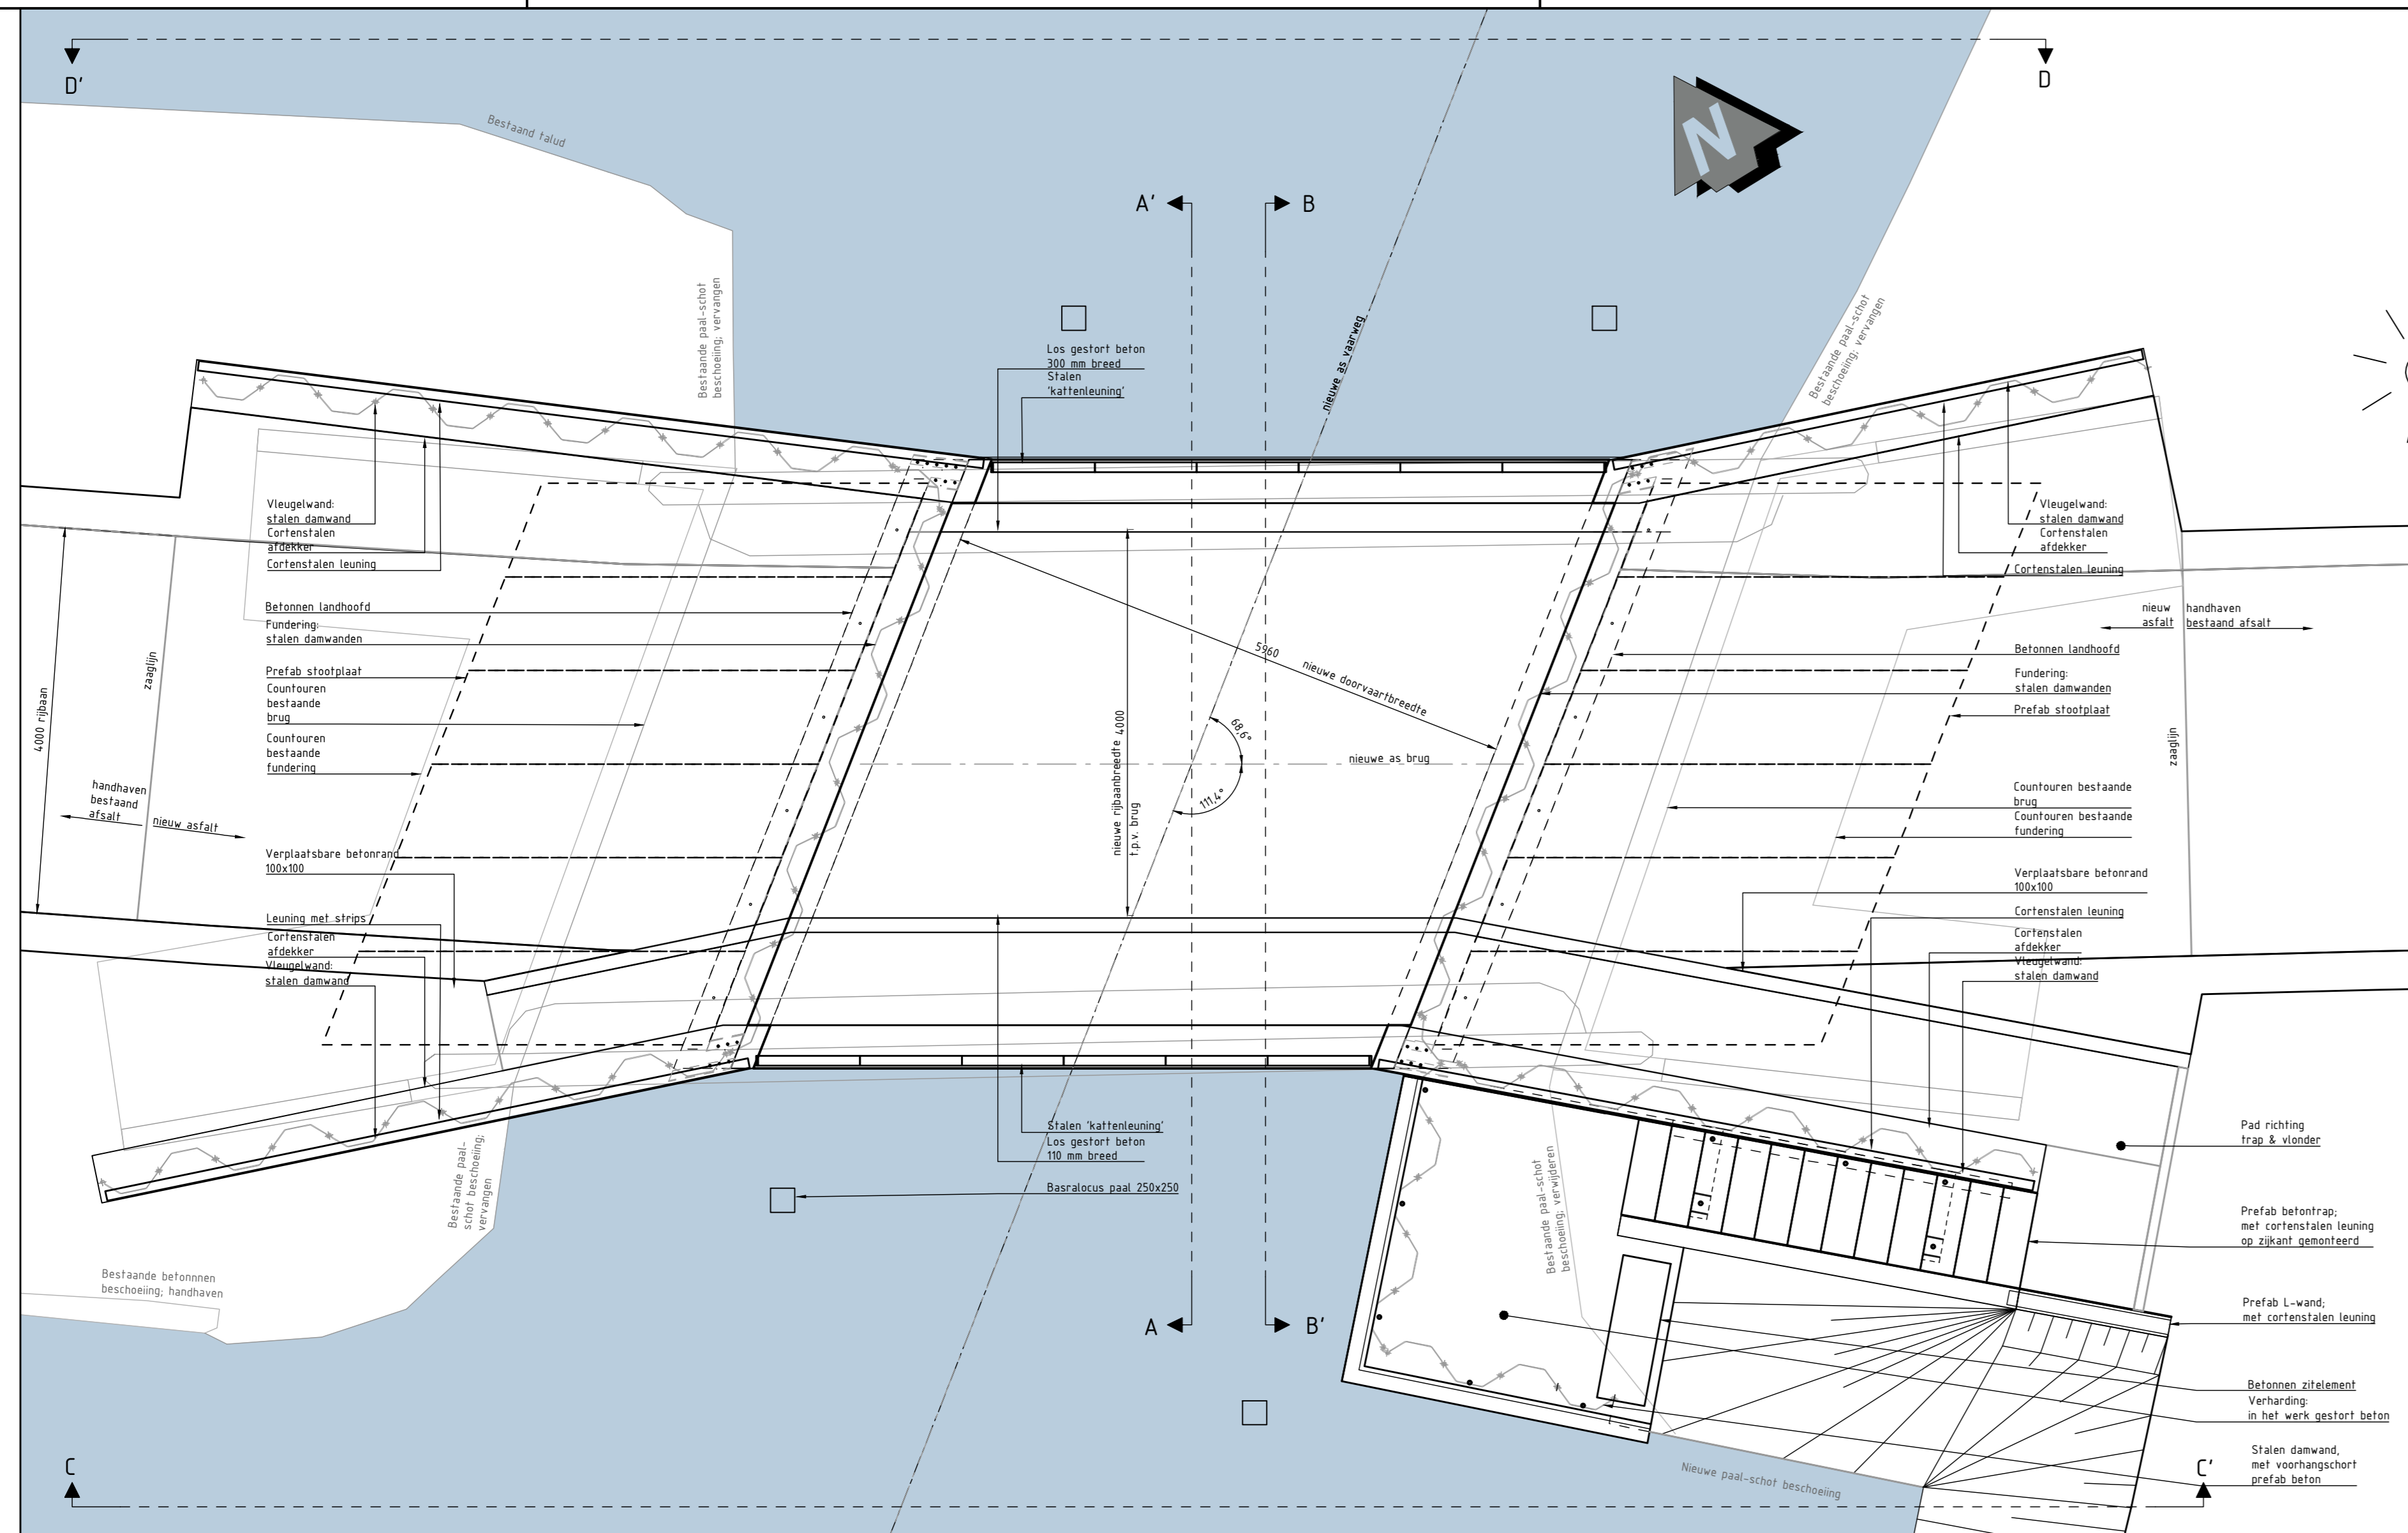 D'
D
Bestaand talud
N
A'
B
Bestaande paal-schot
beschoeiing; vervangen
nieuwe as vaarweg
Bestaande paal-schot
beschoeiing; vervangen
Los gestort beton
300 mm breed
Stalen
'kattenleuning'
Vleugelwand:
stalen damwand
Cortenstalen
afdekker
Cortenstalen leuning
Betonnen landhoofd
Fundering:
stalen damwanden
Prefab stootplaat
Countouren
bestaande
brug
Countouren
bestaande
fundering
zaaglijn
4000 rijbaan
handhaven
bestaand
afsalt
nieuw asfalt
Verplaatsbare betonrand
100x100
Leuning met strips
Cortenstalen
afdekker
Vleugelwand:
stalen damwand
5960
nieuwe doorvaartbreedte
68,6°
nieuwe as brug
111,4°
nieuwe rijbaanbreedte 4000
t.p.v. brug
Vleugelwand:
stalen damwand
Cortenstalen
afdekker
Cortenstalen leuning
nieuw
asfalt
handhaven
bestaand afsalt
Betonnen landhoofd
Fundering:
stalen damwanden
Prefab stootplaat
zaaglijn
Countouren bestaande
brug
Countouren bestaande
fundering
Verplaatsbare betonrand
100x100
Cortenstalen leuning
Cortenstalen
afdekker
Vleugelwand:
stalen damwand
Stalen 'kattenleuning'
Los gestort beton
110 mm breed
Basralocus paal 250x250
Bestaande paal-
schot beschoeiing;
vervangen
Bestaande betonnnen
beschoeiing; handhaven
Bestaande paal-schot
beschoeiing; verwijderen
Pad richting
trap & vlonder
Prefab betontrap;
met cortenstalen leuning
op zijkant gemonteerd
Prefab L-wand;
met cortenstalen leuning
A
B'
Betonnen zitelement
Verharding:
in het werk gestort beton
Stalen damwand,
met voorhangschort
prefab beton
Nieuwe paal-schot beschoeiing
C
C'